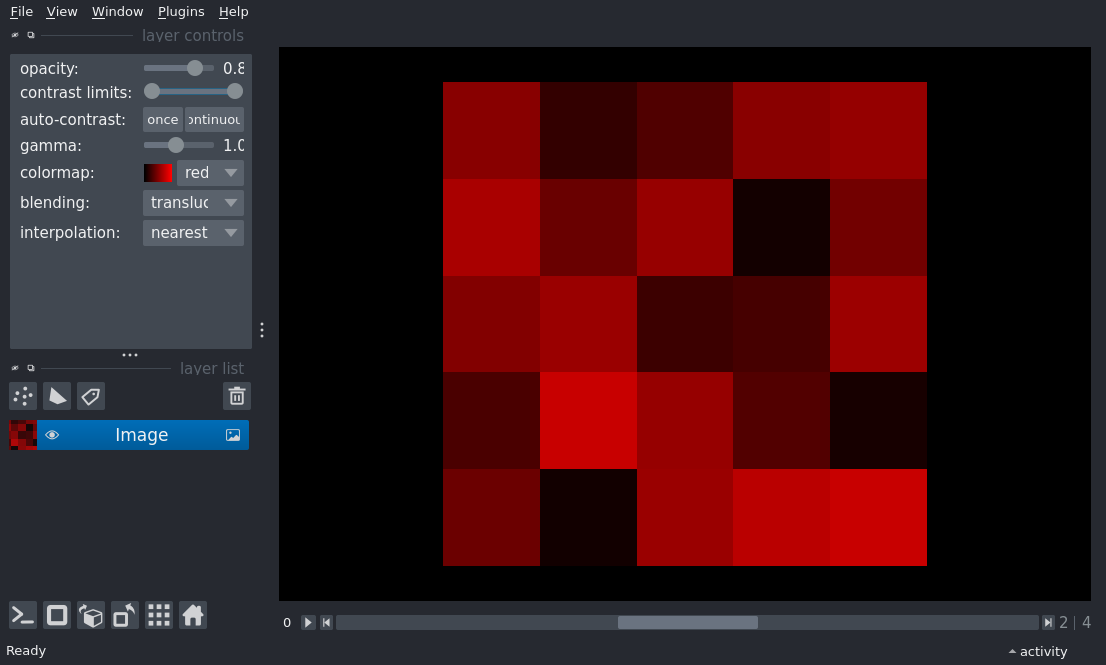 File View Window Plugins Help
layer controls
opacity: 0.8
contrast limits:
auto-contrast: once ontinuou
gamma: 1.0
colormap: red
blending: transluc
interpolation: nearest
layer list
Image
0 2 | 4
Ready activity